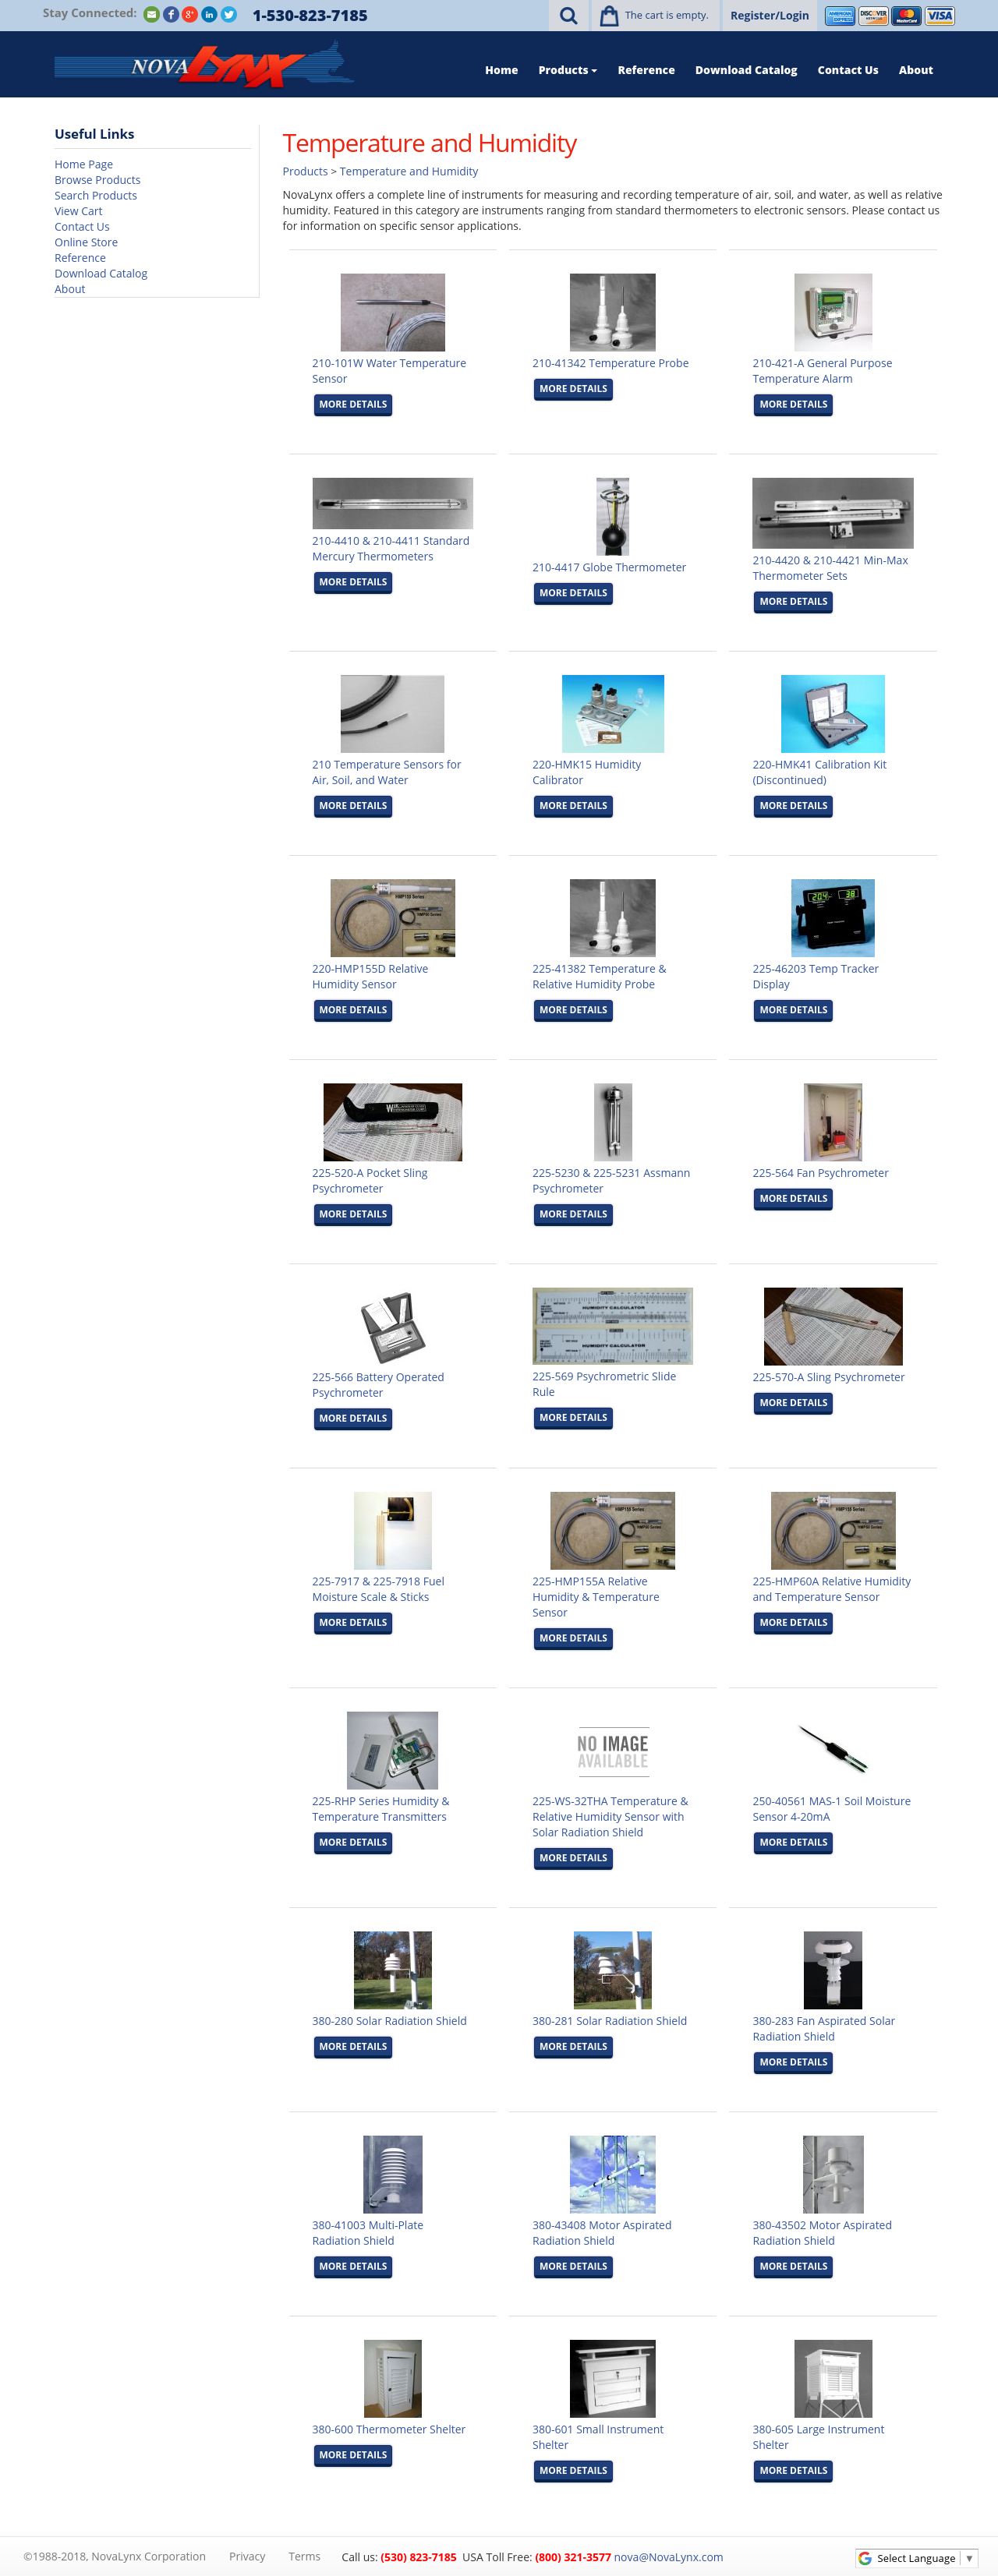 Stay Connected:
1-530-823-7185
The cart is empty.
Register/Login
NOVALYNX
Home
Products
Reference
Download Catalog
Contact Us
About
Useful Links
Home Page
Browse Products
Search Products
View Cart
Contact Us
Online Store
Reference
Download Catalog
About
Temperature and Humidity
Products > Temperature and Humidity
NovaLynx offers a complete line of instruments for measuring and recording temperature of air, soil, and water, as well as relative
humidity. Featured in this category are instruments ranging from standard thermometers to electronic sensors. Please contact us
for information on specific sensor applications.
210-101W Water Temperature
Sensor
MORE DETAILS
210-41342 Temperature Probe
MORE DETAILS
210-421-A General Purpose
Temperature Alarm
MORE DETAILS
210-4410 & 210-4411 Standard
Mercury Thermometers
MORE DETAILS
210-4417 Globe Thermometer
MORE DETAILS
210-4420 & 210-4421 Min-Max
Thermometer Sets
MORE DETAILS
210 Temperature Sensors for
Air, Soil, and Water
MORE DETAILS
220-HMK15 Humidity
Calibrator
MORE DETAILS
220-HMK41 Calibration Kit
(Discontinued)
MORE DETAILS
HMP155 Series
220-HMP155D Relative
Humidity Sensor
MORE DETAILS
225-41382 Temperature &
Relative Humidity Probe
MORE DETAILS
225-46203 Temp Tracker
Display
MORE DETAILS
225-520-A Pocket Sling
Psychrometer
MORE DETAILS
225-5230 & 225-5231 Assmann
Psychrometer
MORE DETAILS
225-564 Fan Psychrometer
MORE DETAILS
225-566 Battery Operated
Psychrometer
MORE DETAILS
HUMIDITY CALCULATOR
HUMIDITY CALCULATOR
225-569 Psychrometric Slide
Rule
MORE DETAILS
225-570-A Sling Psychrometer
MORE DETAILS
225-7917 & 225-7918 Fuel
Moisture Scale & Sticks
MORE DETAILS
HMP155 Series
225-HMP155A Relative
Humidity & Temperature
Sensor
MORE DETAILS
HMP155 Series
225-HMP60A Relative Humidity
and Temperature Sensor
MORE DETAILS
225-RHP Series Humidity &
Temperature Transmitters
MORE DETAILS
NO IMAGE
AVAILABLE
225-WS-32THA Temperature &
Relative Humidity Sensor with
Solar Radiation Shield
MORE DETAILS
250-40561 MAS-1 Soil Moisture
Sensor 4-20mA
MORE DETAILS
380-280 Solar Radiation Shield
MORE DETAILS
380-281 Solar Radiation Shield
MORE DETAILS
380-283 Fan Aspirated Solar
Radiation Shield
MORE DETAILS
380-41003 Multi-Plate
Radiation Shield
MORE DETAILS
380-43408 Motor Aspirated
Radiation Shield
MORE DETAILS
380-43502 Motor Aspirated
Radiation Shield
MORE DETAILS
380-600 Thermometer Shelter
MORE DETAILS
380-601 Small Instrument
Shelter
MORE DETAILS
380-605 Large Instrument
Shelter
MORE DETAILS
©1988-2018, NovaLynx Corporation
Privacy
Terms
Call us: (530) 823-7185 USA Toll Free: (800) 321-3577 nova@NovaLynx.com
Select Language ▼